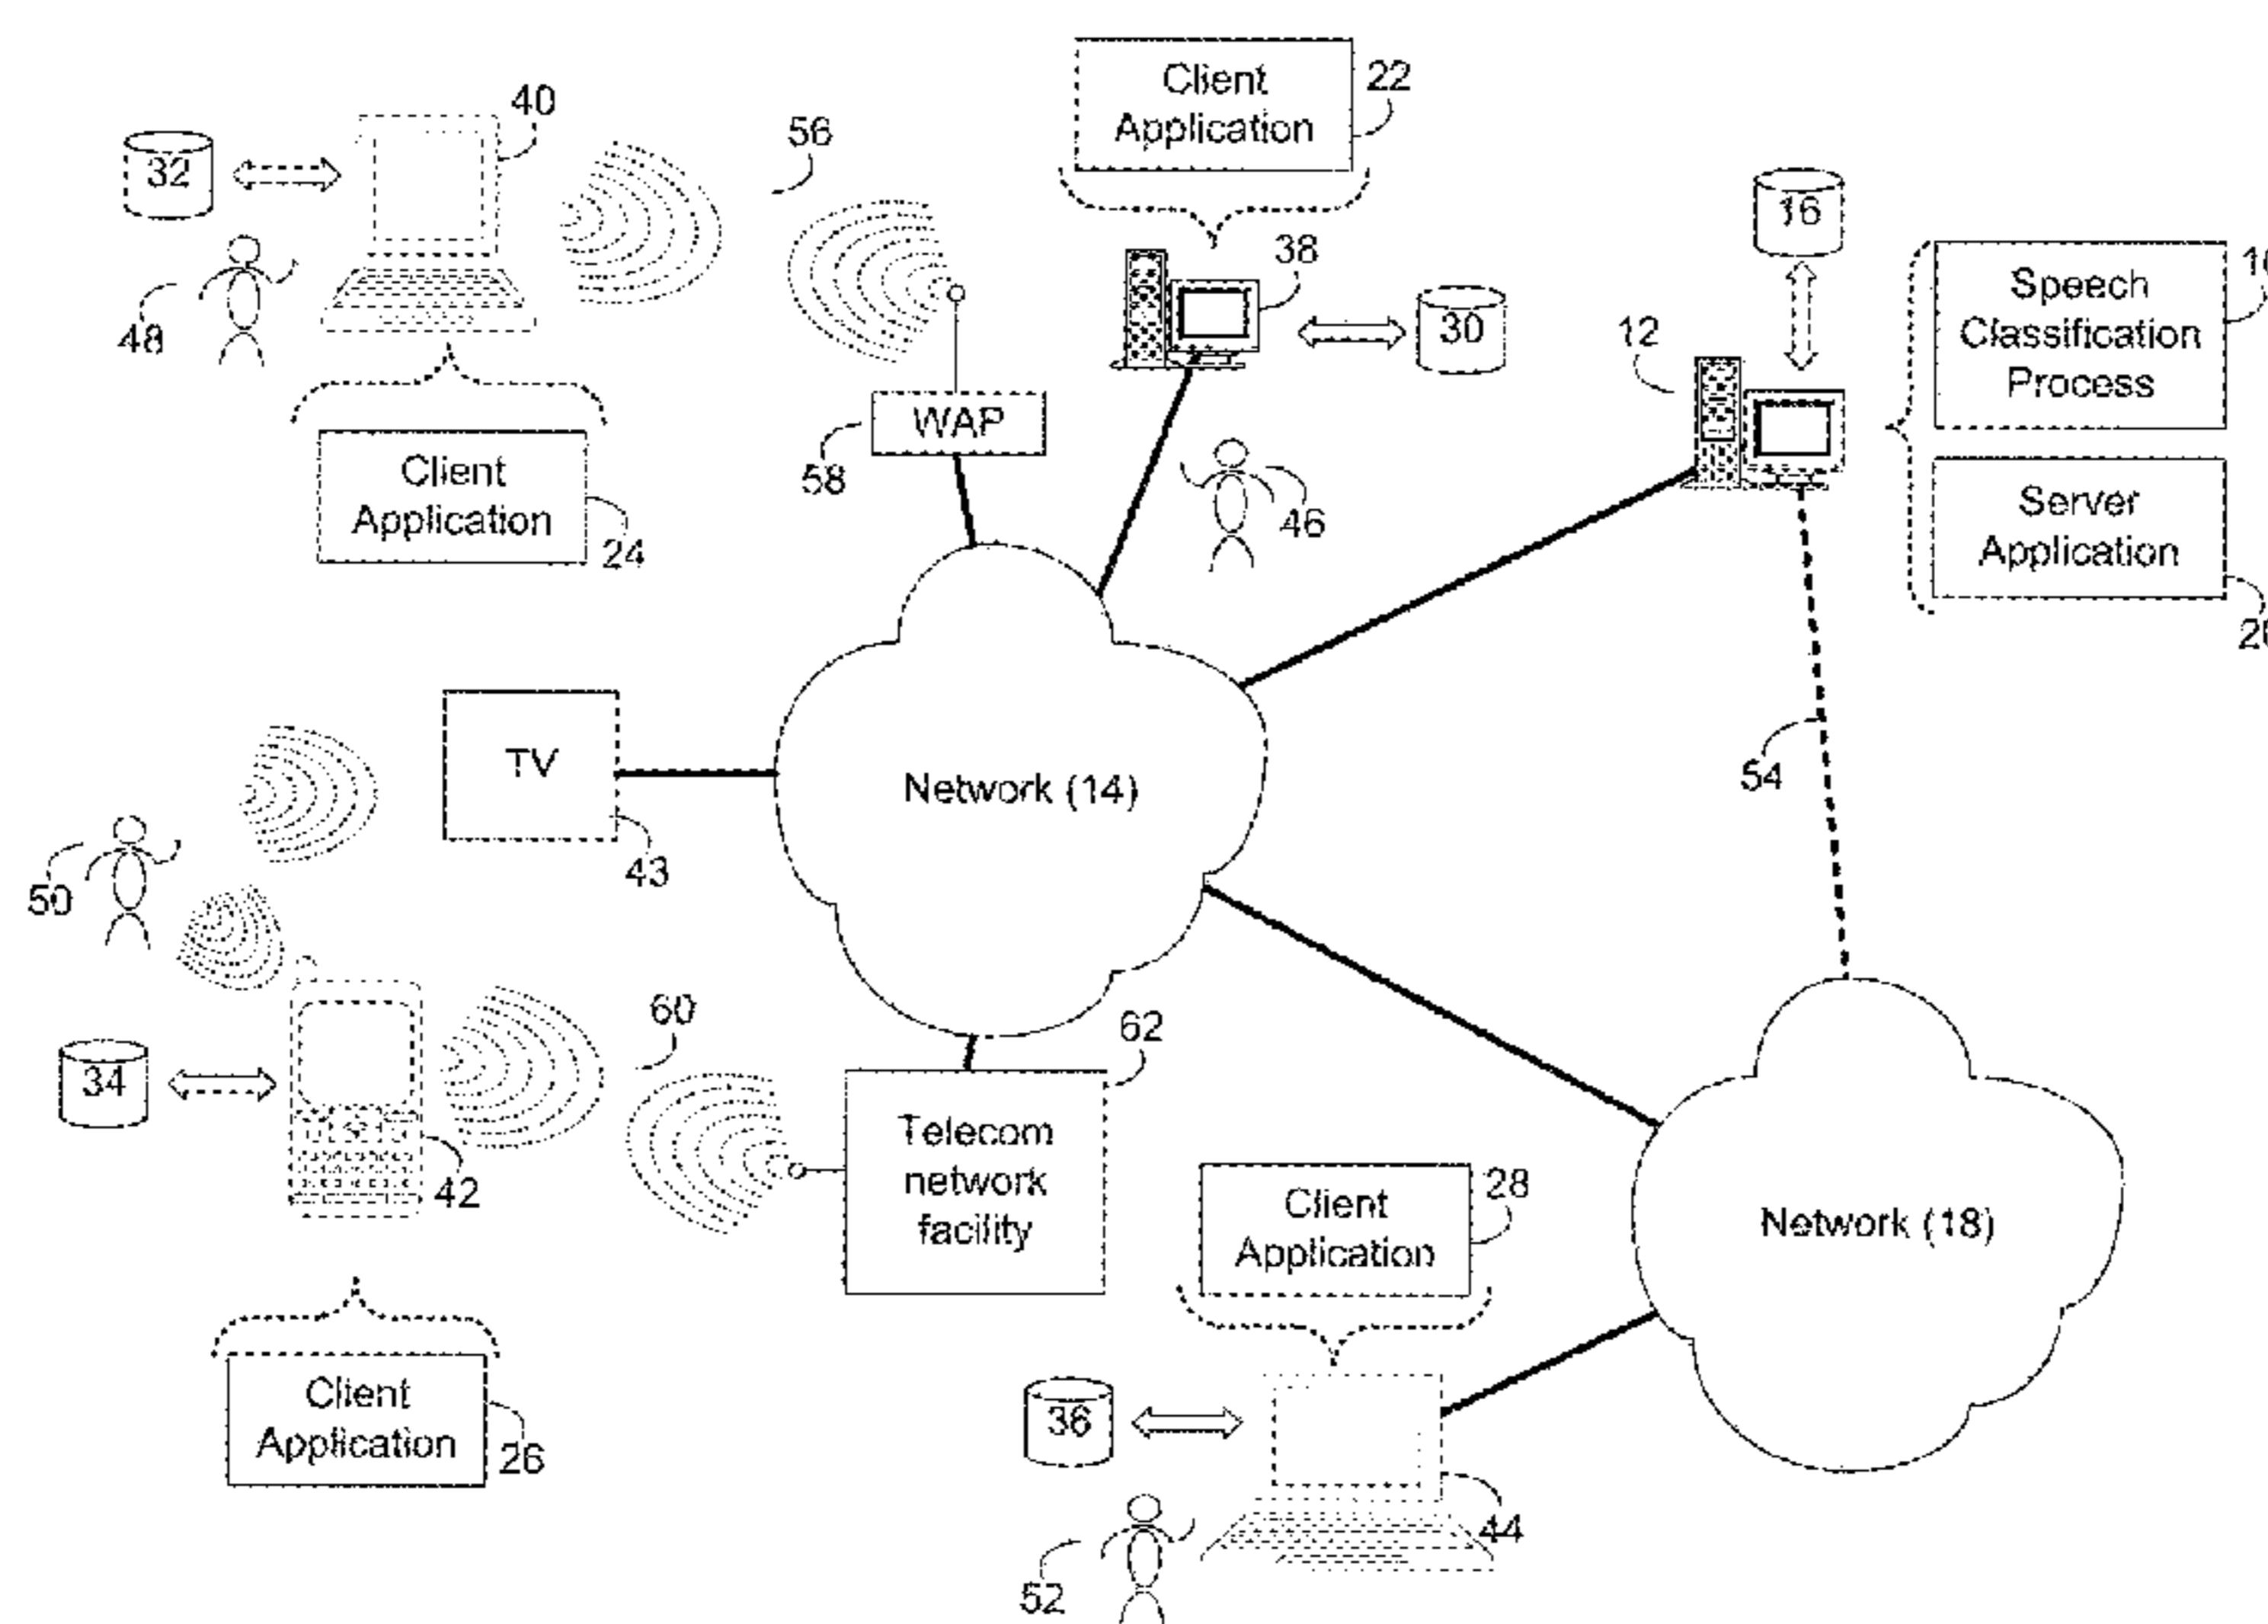 40
32
56
Client
Application
22
16
48
38
30
12
Speech
Classification
Process
WAP
58
46
Client
Application
24
Server
Application
TV
43
Network (14)
54
50
60
62
34
42
Telecom
network
facility
Client
Application
28
Network (18)
Client
Application
26
36
44
52